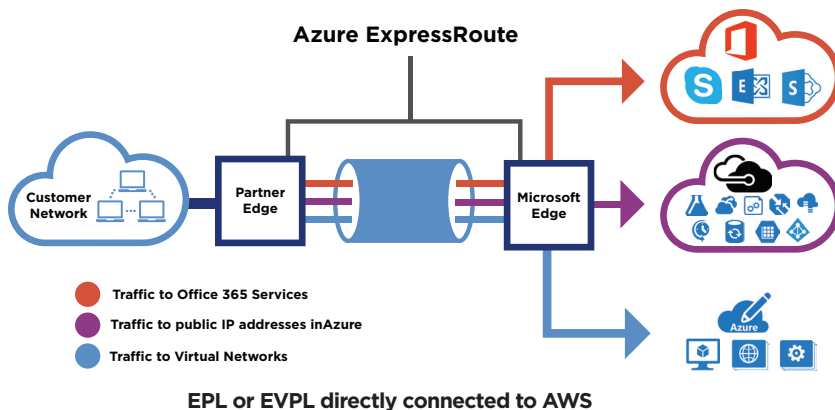 Azure ExpressRoute
Customer
Network
Partner
Edge
Microsoft
Edge
S
E
S
Traffic to Office 365 Services
Traffic to public IP addresses inAzure
Traffic to Virtual Networks
Azure
EPL or EVPL directly connected to AWS